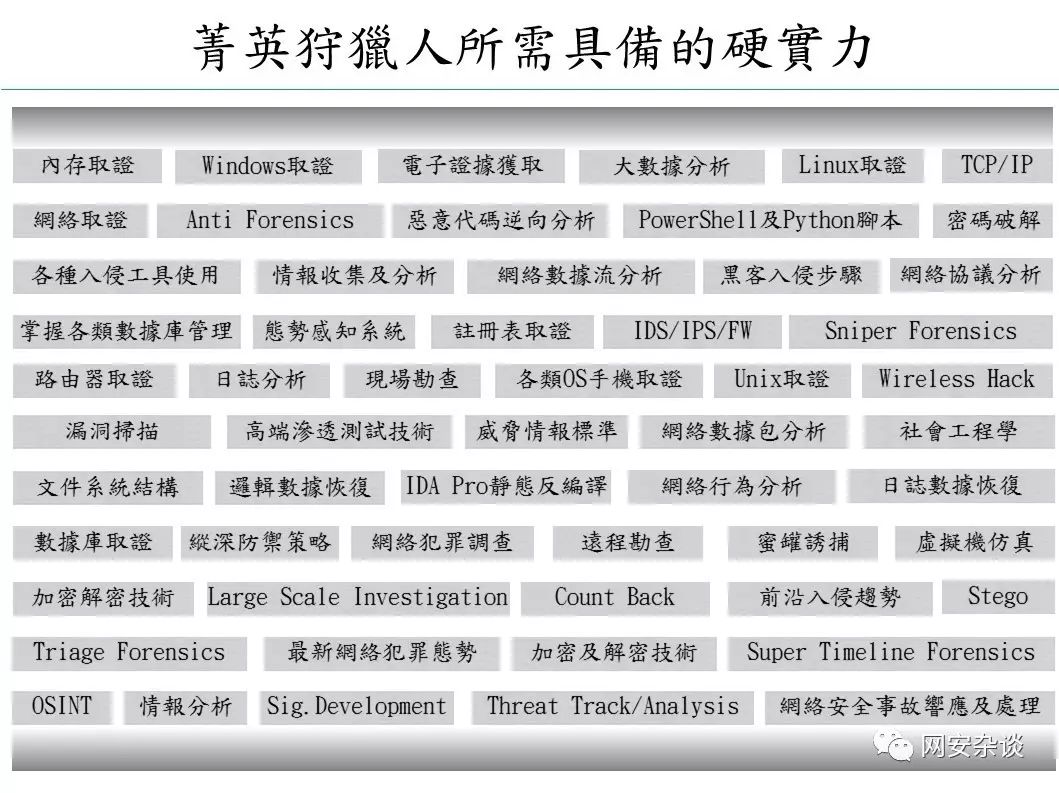 菁英狩獵人所需具備的硬實力
內存取證 Windows取證 電子證據獲取 大數據分析 Linux取證 TCP/IP
網絡取證 Anti Forensics 惡意代碼逆向分析 PowerShell及Python腳本 密碼破解
各種入侵工具使用 情報收集及分析 網絡數據流分析 黑客入侵步驟 網絡協議分析
掌握各類數據庫管理 態勢感知系統 註冊表取證 IDS/IPS/FW Sniper Forensics
路由器取證 日誌分析 現場勘查 各類OS手機取證 Unix取證 Wireless Hack
漏洞掃描 高端滲透測試技術 威脅情報標準 網絡數據包分析 社會工程學
文件系統結構 邏輯數據恢復 IDA Pro靜態反編譯 網絡行為分析 日誌數據恢復
數據庫取證 縱深防禦策略 網絡犯罪調查 遠程勘查 蜜罐誘捕 虛擬機仿真
加密解密技術 Large Scale Investigation Count Back 前沿入侵趨勢 Stego
Triage Forensics 最新網絡犯罪態勢 加密及解密技術 Super Timeline Forensics
OSINT 情報分析 Sig.Development Threat Track/Analysis 網絡安全事故響應及處理
网安杂谈